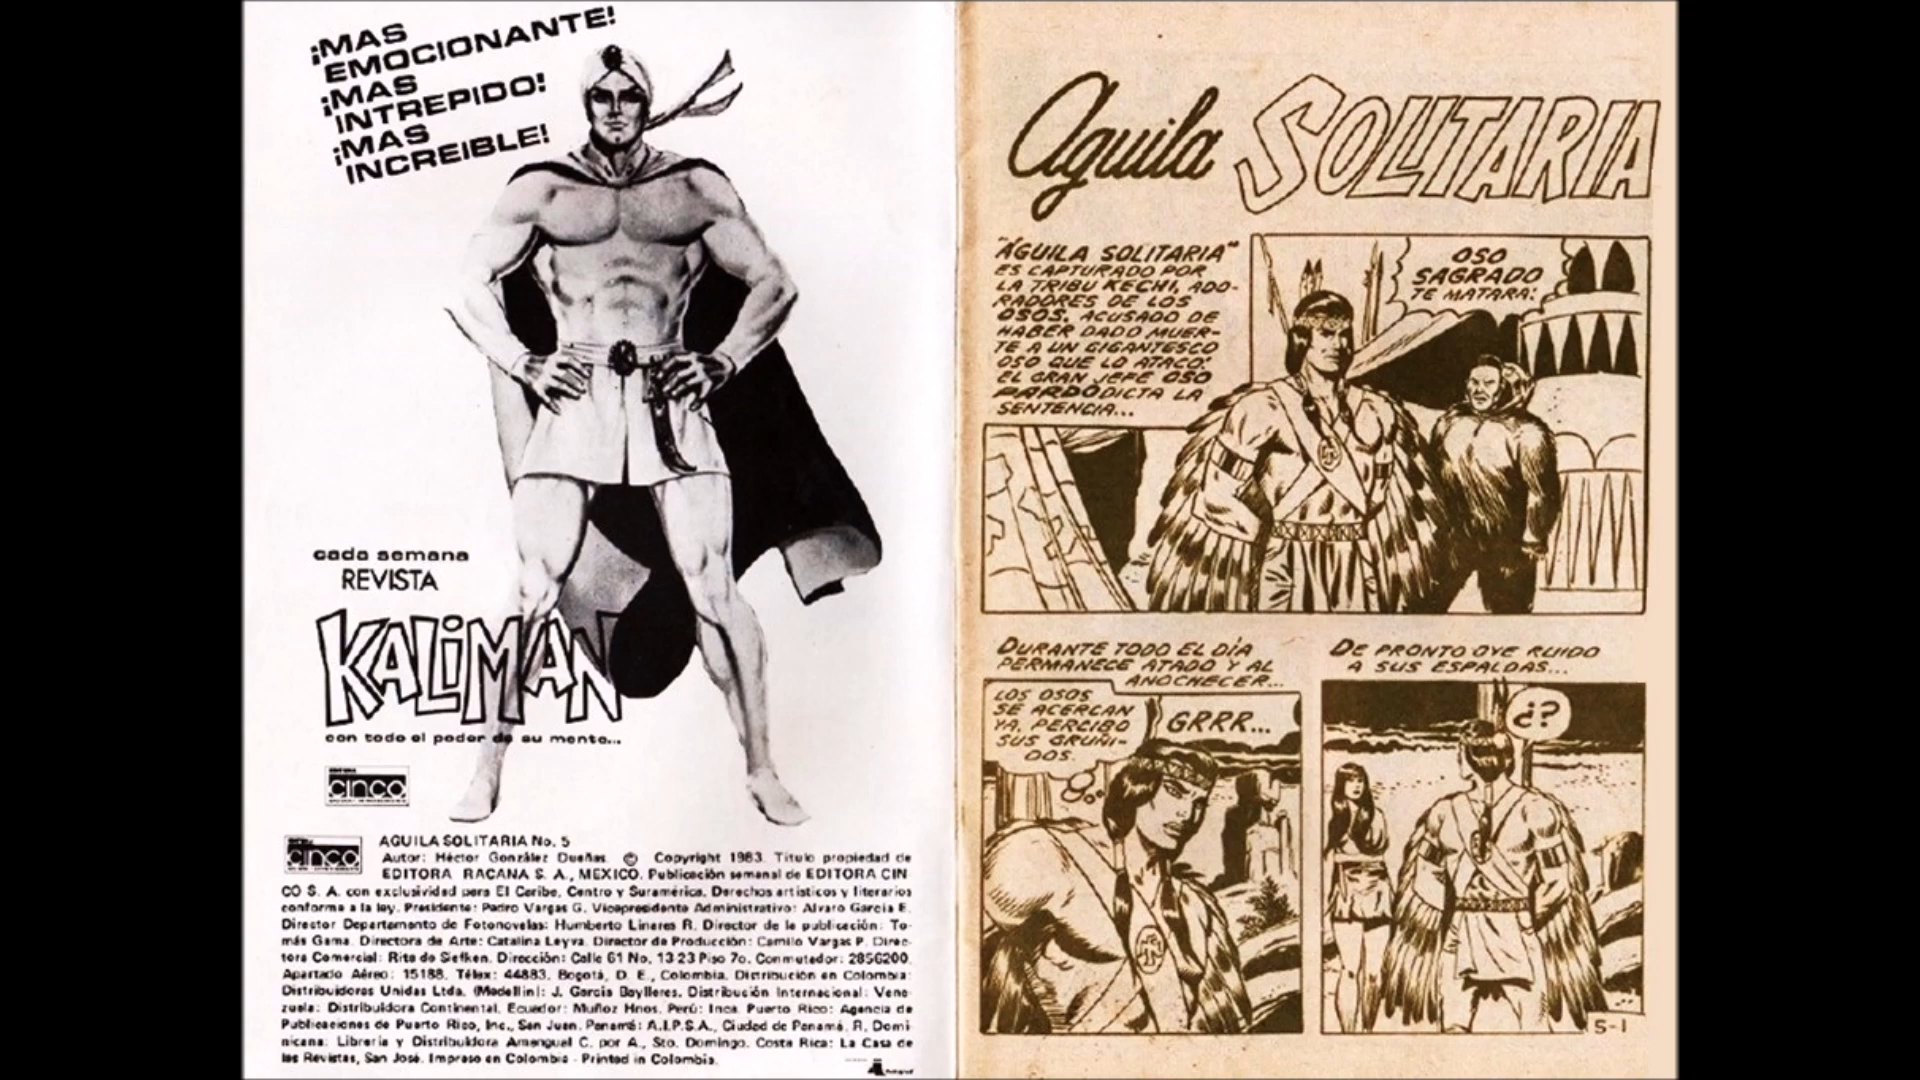 ¡MAS
EMOCIONANTE!
¡MAS
INTREPIDO!
¡MAS
INCREIBLE!
cada semana
REVISTA
KALIMAN
con todo el poder de su mente...
cinco
cinco
AGUILA SOLITARIA No. 5
Autor: Héctor González Dueñas. © Copyright 1983. Título propiedad de
EDITORA RACANA S. A., MEXICO. Publicación semanal de EDITORA CIN-
CO S. A. con exclusividad para El Caribe, Centro y Suramérica. Derechos artísticos y literarios
conforme a la ley. Presidente: Pedro Vargas G. Vicepresidente Administrativo: Alvaro García E.
Director Departamento de Fotonovelas: Humberto Linares R. Director de la publicación: To-
más Gama. Directora de Arte: Catalina Leyva. Director de Producción: Camilo Vargas P. Direc-
tora Comercial: Rita de Siefken. Dirección: Calle 61 No. 13-23 Piso 7o. Conmutador: 2856200.
Apartado Aéreo: 15188. Télex: 44883. Bogotá, D. E., Colombia. Distribución en Colombia:
Distribuidoras Unidas Ltda. (Medellín): J. García Baylleres. Distribución Internacional: Vene-
zuela: Distribuidora Continental. Ecuador: Muñoz Hnos. Perú: Inca. Puerto Rico: Agencia de
Publicaciones de Puerto Rico, Inc., San Juan. Panamá: A.I.P.S.A., Ciudad de Panamá. R. Domi-
nicana: Librería y Distribuidora Amengual C. por A., Sto. Domingo. Costa Rica: La Casa de
las Revistas, San José. Impreso en Colombia - Printed in Colombia.
Aguila SOLITARIA
"ÁGUILA SOLITARIA"
ES CAPTURADO POR
LA TRIBU KECHI, ADO-
RADORES DE LOS
OSOS. ACUSADO DE
HABER DADO MUER-
TE A UN GIGANTESCO
OSO QUE LO ATACO.
EL GRAN JEFE OSO
PARDO DICTA LA
SENTENCIA...
OSO
SAGRADO
TE MATARA:
DURANTE TODO EL DÍA
PERMANECE ATADO Y AL
ANOCHECER...
LOS OSOS
SE ACERCAN
YA, PERCIBO
SUS GRUÑI-
DOS.
GRRR...
DE PRONTO OYE RUIDO
A SUS ESPALDAS...
¿?
5-1